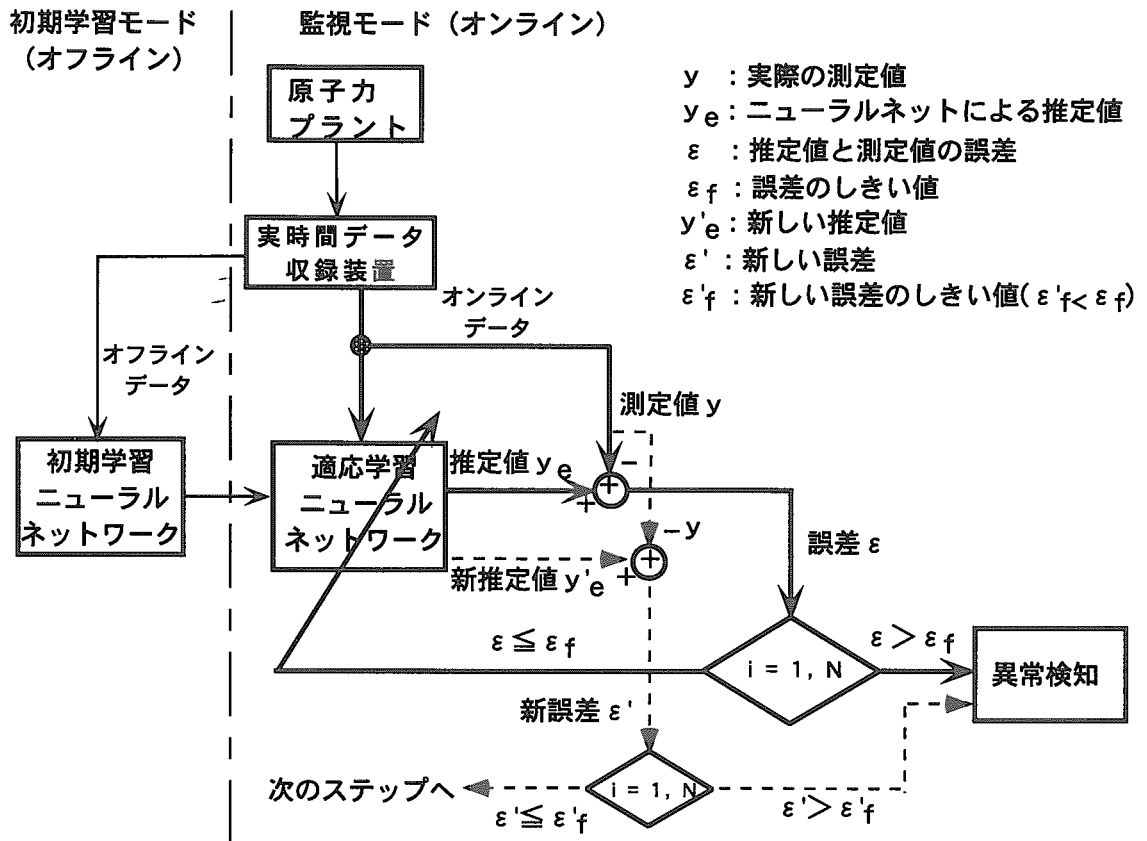 初期学習モード
（オフライン）
監視モード（オンライン）
原子力
プラント
y ：実際の測定値
ye：ニューラルネットによる推定値
ε ：推定値と測定値の誤差
εf：誤差のしきい値
y'e：新しい推定値
ε'：新しい誤差
ε'f：新しい誤差のしきい値(ε'f< εf)
実時間データ
収録装置
オンライン
データ
オフライン
データ
測定値 y
初期学習
ニューラル
ネットワーク
適応学習
ニューラル
ネットワーク
推定値 ye
-
+
+
-y
+
+
新推定値 y'e
誤差 ε
ε≦εf
i = 1, N
ε＞εf
異常検知
新誤差 ε'
次のステップへ
i = 1, N
ε'≦ε'f
ε'＞ε'f